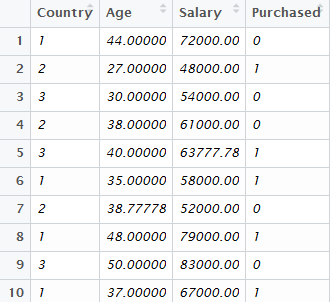 Country Age Salary Purchased
1 1 44.00000 72000.00 0
2 2 27.00000 48000.00 1
3 3 30.00000 54000.00 0
4 2 38.00000 61000.00 0
5 3 40.00000 63777.78 1
6 1 35.00000 58000.00 1
7 2 38.77778 52000.00 0
8 1 48.00000 79000.00 1
9 3 50.00000 83000.00 0
10 1 37.00000 67000.00 1